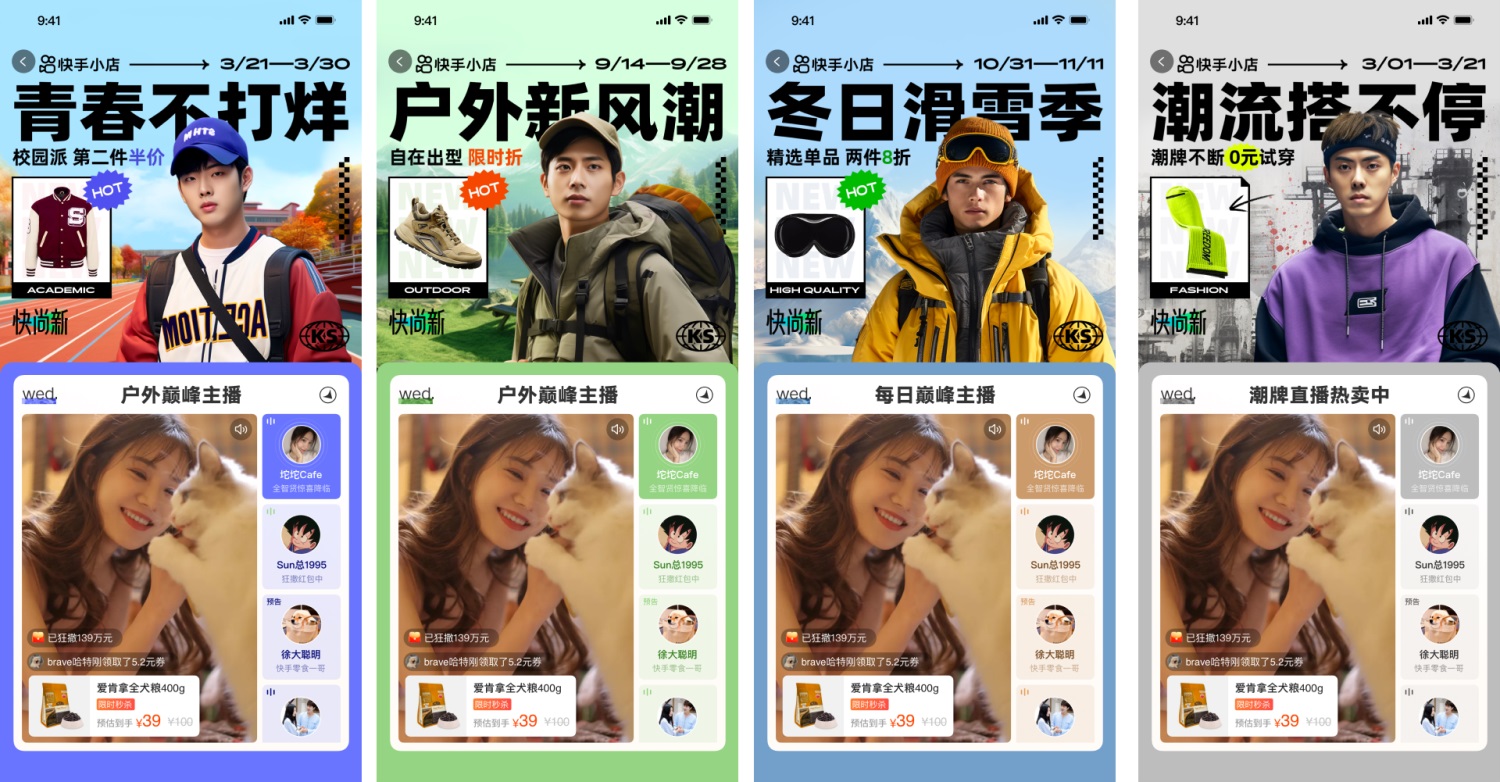 9:41
快手小店
3/21—3/30
青春不打烊
校园派 第二件半价
HOT
ACADEMIC
快尚新
KS
wed.
户外巅峰主播
坨坨Cafe
全智贤惊喜降临
Sun总1995
狂撒红包中
预告
徐大聪明
快手零食一哥
已狂撒139万元
brave哈特刚领取了5.2元券
爱肯拿全犬粮400g
限时秒杀
预估到手 ¥39 ¥100
9:41
快手小店
9/14—9/28
户外新风潮
自在出型 限时折
NEW
HOT
OUTDOOR
快尚新
KS
wed.
户外巅峰主播
坨坨Cafe
全智贤惊喜降临
Sun总1995
狂撒红包中
预告
徐大聪明
快手零食一哥
已狂撒139万元
brave哈特刚领取了5.2元券
爱肯拿全犬粮400g
限时秒杀
预估到手 ¥39 ¥100
9:41
快手小店
10/31—11/11
冬日滑雪季
精选单品 两件8折
NEW
HOT
NEW
HIGH QUALITY
快尚新
KS
wed.
每日巅峰主播
坨坨Cafe
全智贤惊喜降临
Sun总1995
狂撒红包中
预告
徐大聪明
快手零食一哥
已狂撒139万元
brave哈特刚领取了5.2元券
爱肯拿全犬粮400g
限时秒杀
预估到手 ¥39 ¥100
9:41
快手小店
3/01—3/21
潮流搭不停
潮牌不断 0元试穿
FASHION
快尚新
KS
wed.
潮牌直播热卖中
坨坨Cafe
全智贤惊喜降临
Sun总1995
狂撒红包中
预告
徐大聪明
快手零食一哥
已狂撒139万元
brave哈特刚领取了5.2元券
爱肯拿全犬粮400g
限时秒杀
预估到手 ¥39 ¥100